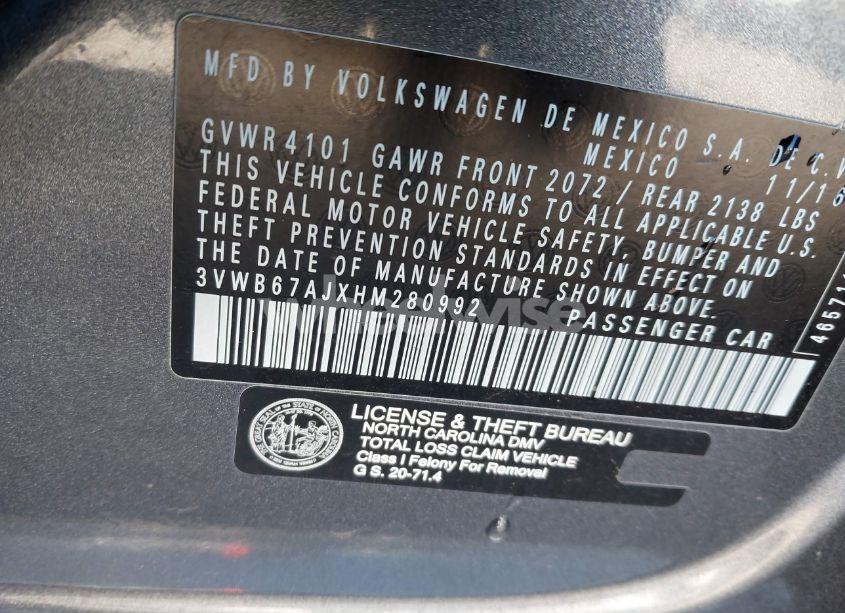 MFD BY VOLKSWAGEN DE MEXICO S.A. DE C.V
MEXICO 11/16
GVWR 4101 GAWR FRONT 2072 / REAR 2138 LBS
THIS VEHICLE CONFORMS TO ALL APPLICABLE U.S.
FEDERAL MOTOR VEHICLE SAFETY, BUMPER AND
THEFT PREVENTION STANDARDS IN EFFECT ON
THE DATE OF MANUFACTURE SHOWN ABOVE.
3VWB67AJXHM280992
PASSENGER CAR
wheelwise
LICENSE & THEFT BUREAU
NORTH CAROLINA DMV
TOTAL LOSS CLAIM VEHICLE
Class I Felony For Removal
G S. 20-71.4